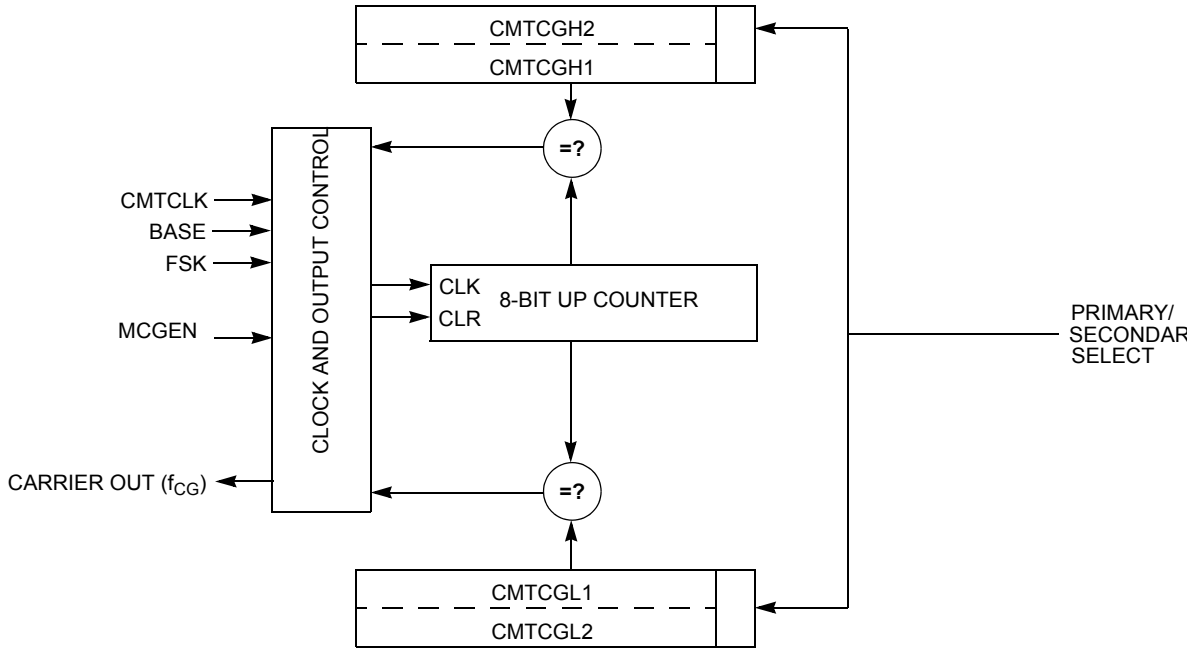 CMTCGH2
CMTCGH1
=?
CLOCK AND OUTPUT CONTROL
CMTCLK
BASE
FSK
MCGEN
CLK
CLR
8-BIT UP COUNTER
PRIMARY/
SECONDAR
SELECT
CARRIER OUT (fCG)
=?
CMTCGL1
CMTCGL2